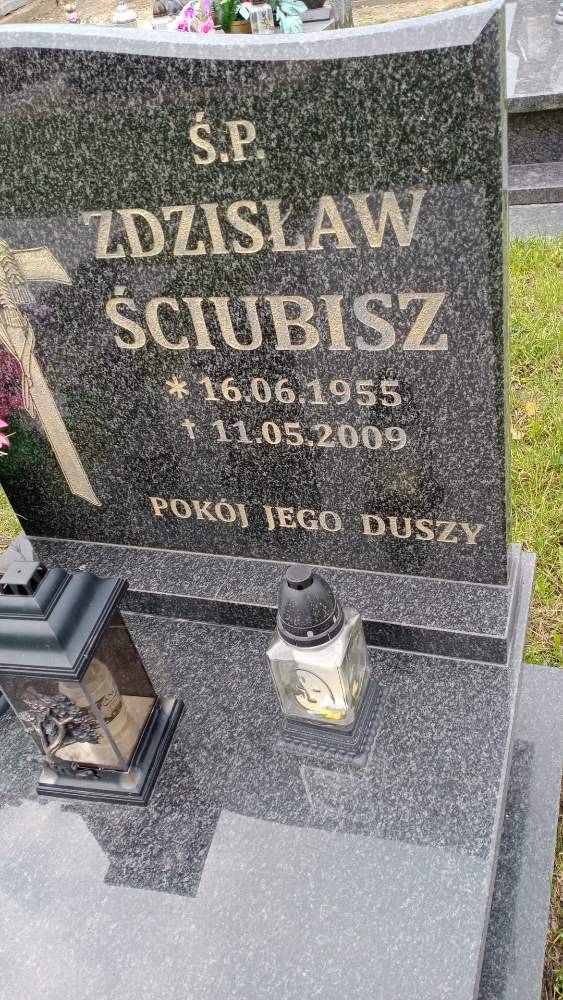 Ś.P.
ZDZISŁAW
ŚCIUBISZ
* 16.06.1955
† 11.05.2009
POKÓJ JEGO DUSZY